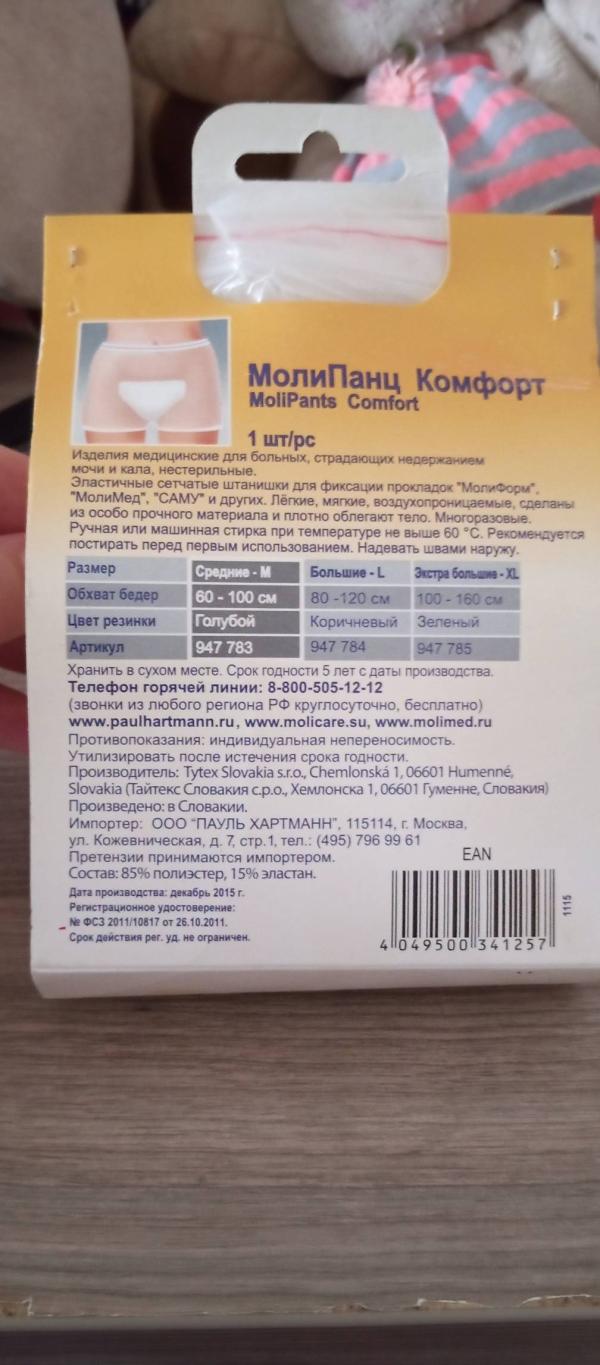 МолиПанц Комфорт
MoliPants Comfort
1 шт/pc
Изделия медицинские для больных, страдающих недержанием
мочи и кала, нестерильные.
Эластичные сетчатые штанишки для фиксации прокладок "МолиФорм",
"МолиМед", "САМУ" и других. Лёгкие, мягкие, воздухопроницаемые, сделаны
из особо прочного материала и плотно облегают тело. Многоразовые.
Ручная или машинная стирка при температуре не выше 60 °С. Рекомендуется
постирать перед первым использованием. Надевать швами наружу.
Размер Средние - M Большие - L Экстра большие - XL
Обхват бедер 60 - 100 см 80 -120 см 100 - 160 см
Цвет резинки Голубой Коричневый Зеленый
Артикул 947 783 947 784 947 785
Хранить в сухом месте. Срок годности 5 лет с даты производства.
Телефон горячей линии: 8-800-505-12-12
(звонки из любого региона РФ круглосуточно, бесплатно)
www.paulhartmann.ru, www.molicare.su, www.molimed.ru
Противопоказания: индивидуальная непереносимость.
Утилизировать после истечения срока годности.
Производитель: Tytex Slovakia s.r.o., Chemlonská 1, 06601 Humenné,
Slovakia (Тайтекс Словакия с.р.о., Хемлонска 1, 06601 Гуменне, Словакия)
Произведено: в Словакии.
Импортер: ООО "ПАУЛЬ ХАРТМАНН", 115114, г. Москва,
ул. Кожевническая, д. 7, стр.1, тел.: (495) 796 99 61
Претензии принимаются импортером.
Состав: 85% полиэстер, 15% эластан.
Дата производства: декабрь 2015 г.
Регистрационное удостоверение:
№ ФСЗ 2011/10817 от 26.10.2011.
Срок действия рег. уд. не ограничен.
EAN
4 049500 341257
1115